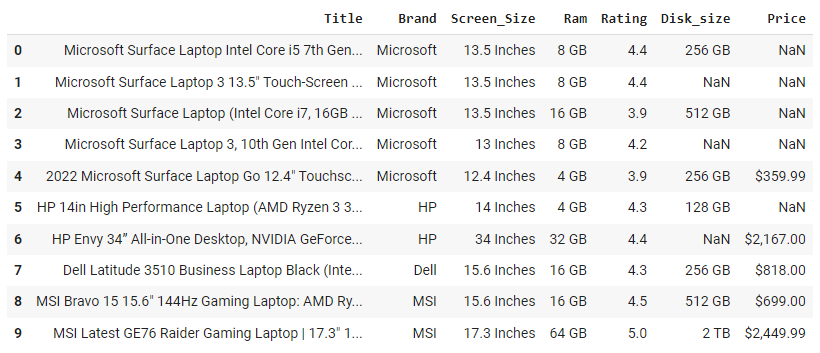 Title Brand Screen_Size Ram Rating Disk_size Price
0 Microsoft Surface Laptop Intel Core i5 7th Gen... Microsoft 13.5 Inches 8 GB 4.4 256 GB NaN
1 Microsoft Surface Laptop 3 13.5" Touch-Screen ... Microsoft 13.5 Inches 8 GB 4.4 NaN NaN
2 Microsoft Surface Laptop (Intel Core i7, 16GB ... Microsoft 13.5 Inches 16 GB 3.9 512 GB NaN
3 Microsoft Surface Laptop 3, 10th Gen Intel Cor... Microsoft 13 Inches 8 GB 4.2 NaN NaN
4 2022 Microsoft Surface Laptop Go 12.4" Touchsc... Microsoft 12.4 Inches 4 GB 3.9 256 GB $359.99
5 HP 14in High Performance Laptop (AMD Ryzen 3 3... HP 14 Inches 4 GB 4.3 128 GB NaN
6 HP Envy 34” All-in-One Desktop, NVIDIA GeForce... HP 34 Inches 32 GB 4.4 NaN $2,167.00
7 Dell Latitude 3510 Business Laptop Black (Inte... Dell 15.6 Inches 16 GB 4.3 256 GB $818.00
8 MSI Bravo 15 15.6" 144Hz Gaming Laptop: AMD Ry... MSI 15.6 Inches 16 GB 4.5 512 GB $699.00
9 MSI Latest GE76 Raider Gaming Laptop | 17.3" 1... MSI 17.3 Inches 64 GB 5.0 2 TB $2,449.99